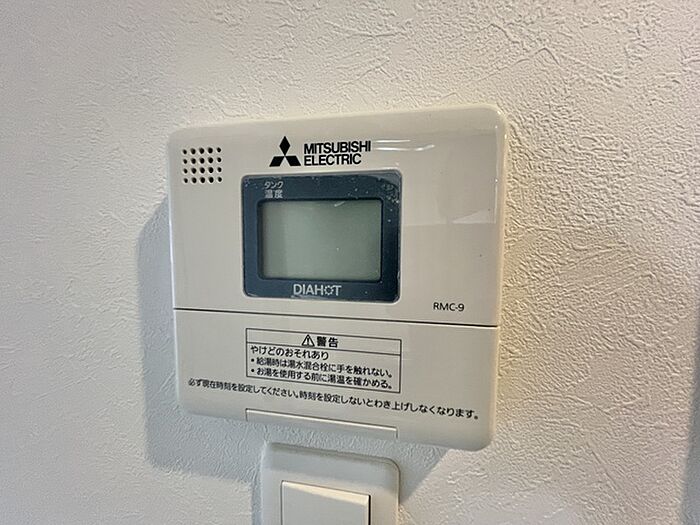 MITSUBISHI
ELECTRIC
タンク
温度
DIAHOT
RMC-9
⚠警告
やけどのおそれあり
・給湯時は湯水混合栓に手を触れない。
・お湯を使用する前に湯温を確かめる。
必ず現在時刻を設定してください。時刻を設定しないとわき上げしなくなります。